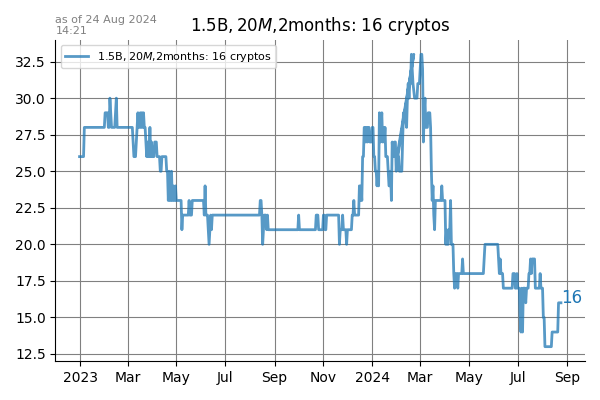 as of 24 Aug 2024
14:21
1.5B, 20M,2months: 16 cryptos
1.5B, 20M,2months: 16 cryptos
32.5
30.0
27.5
25.0
22.5
20.0
17.5
15.0
12.5
16
2023 Mar May Jul Sep Nov 2024 Mar May Jul Sep